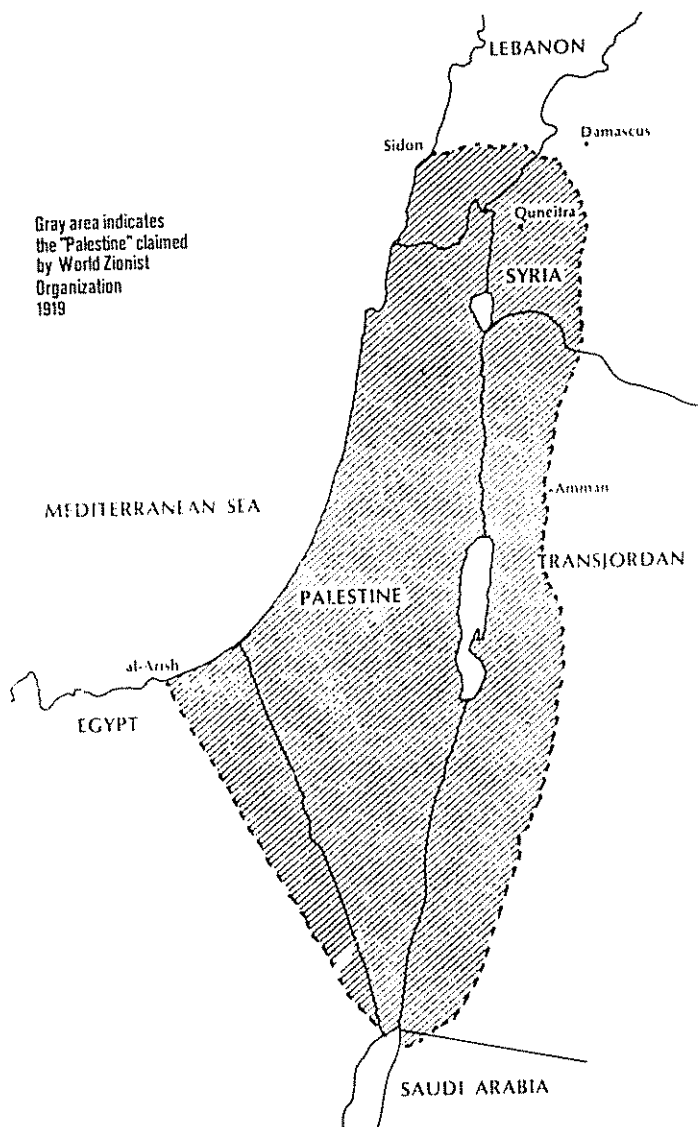 LEBANON
Sidon
Damascus
Gray area indicates
the "Palestine" claimed
by World Zionist
Organization
1919
Quneitra
SYRIA
MEDITERRANEAN SEA
Amman
TRANSJORDAN
PALESTINE
al-Arish
EGYPT
SAUDI ARABIA